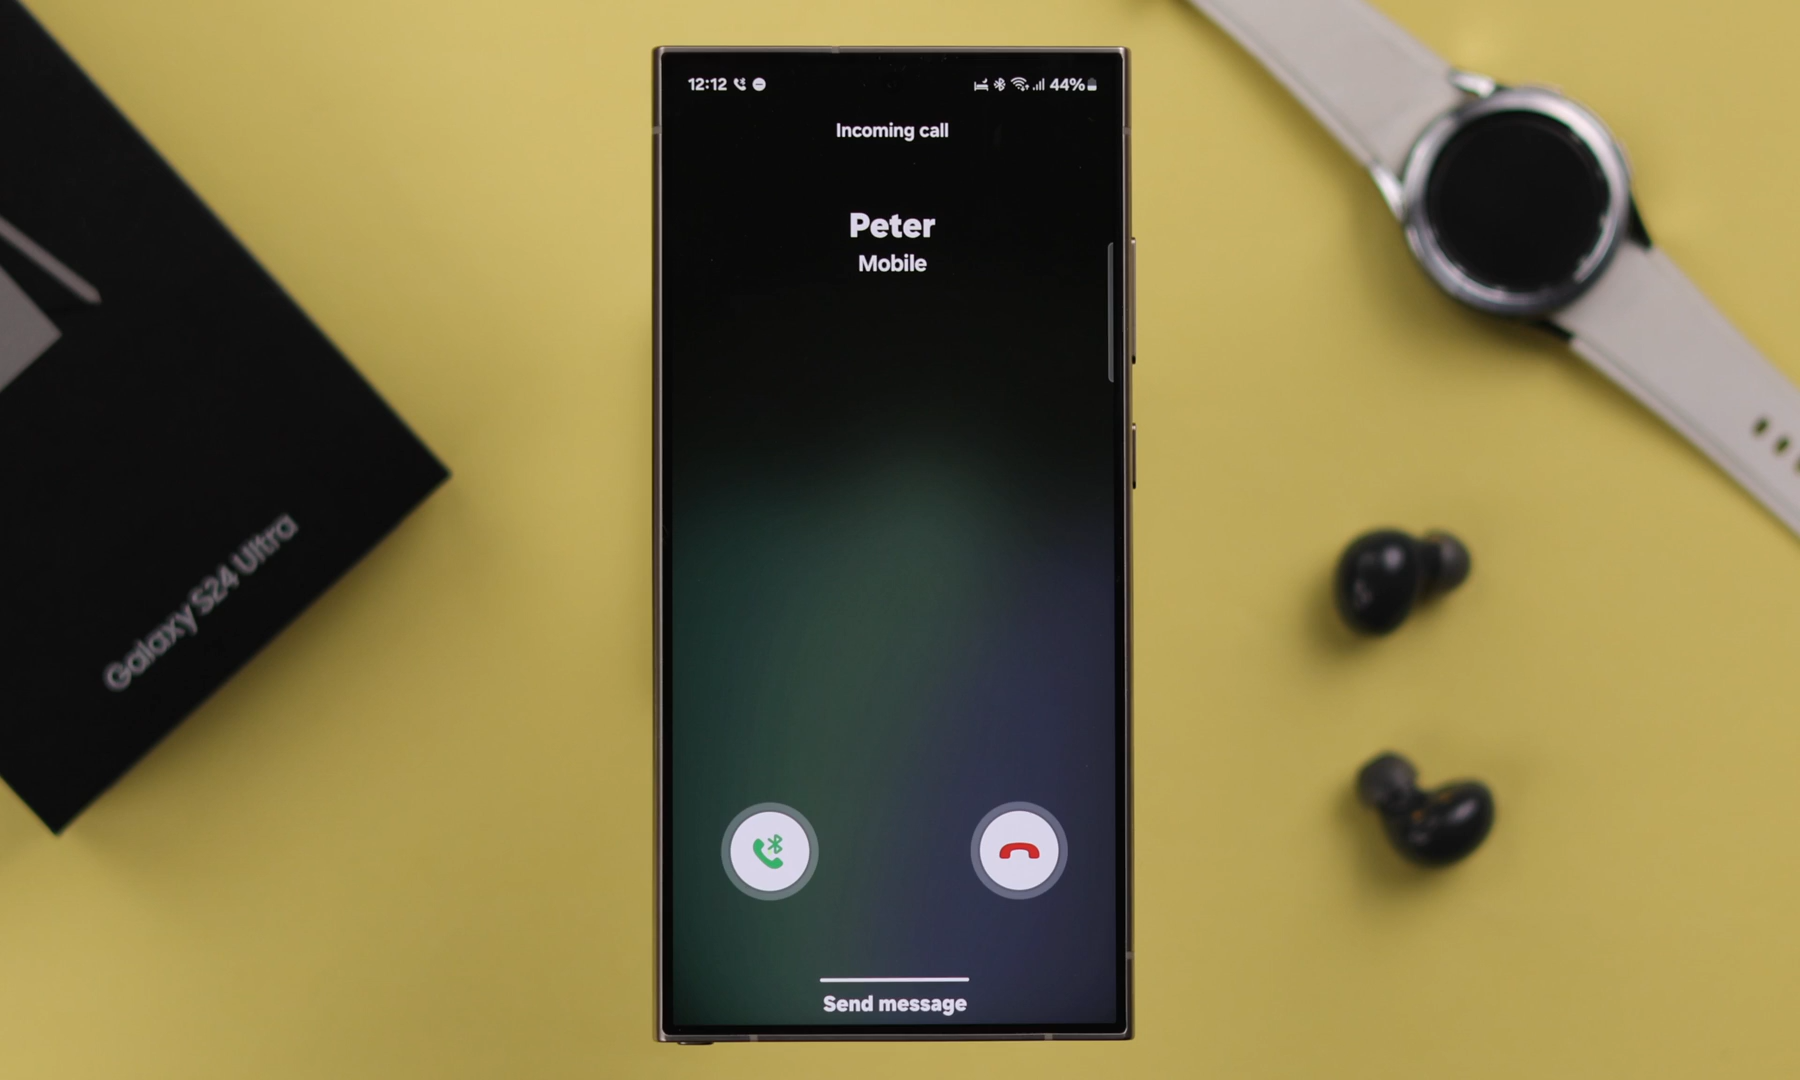 12:12 44%
Incoming call
Peter
Mobile
Galaxy S24 Ultra
Send message